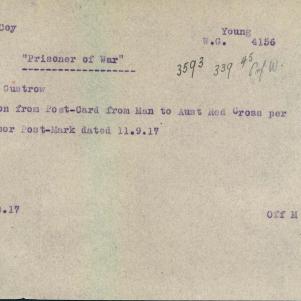 Coy Young
W.G. 4156
"Prisoner of War"
3593 339 45 P of W.
Gustrow
on from Post-Card from Man to Aust Red Cross per
or Post-Mark dated 11.9.17
.17 Off M